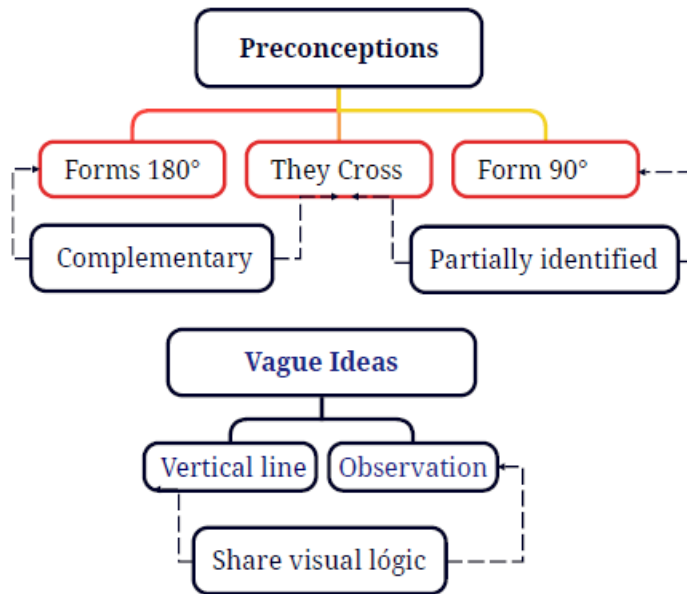 Preconceptions
Forms 180°
They Cross
Form 90°
Complementary
Partially identified
Vague Ideas
Vertical line
Observation
Share visual lógic